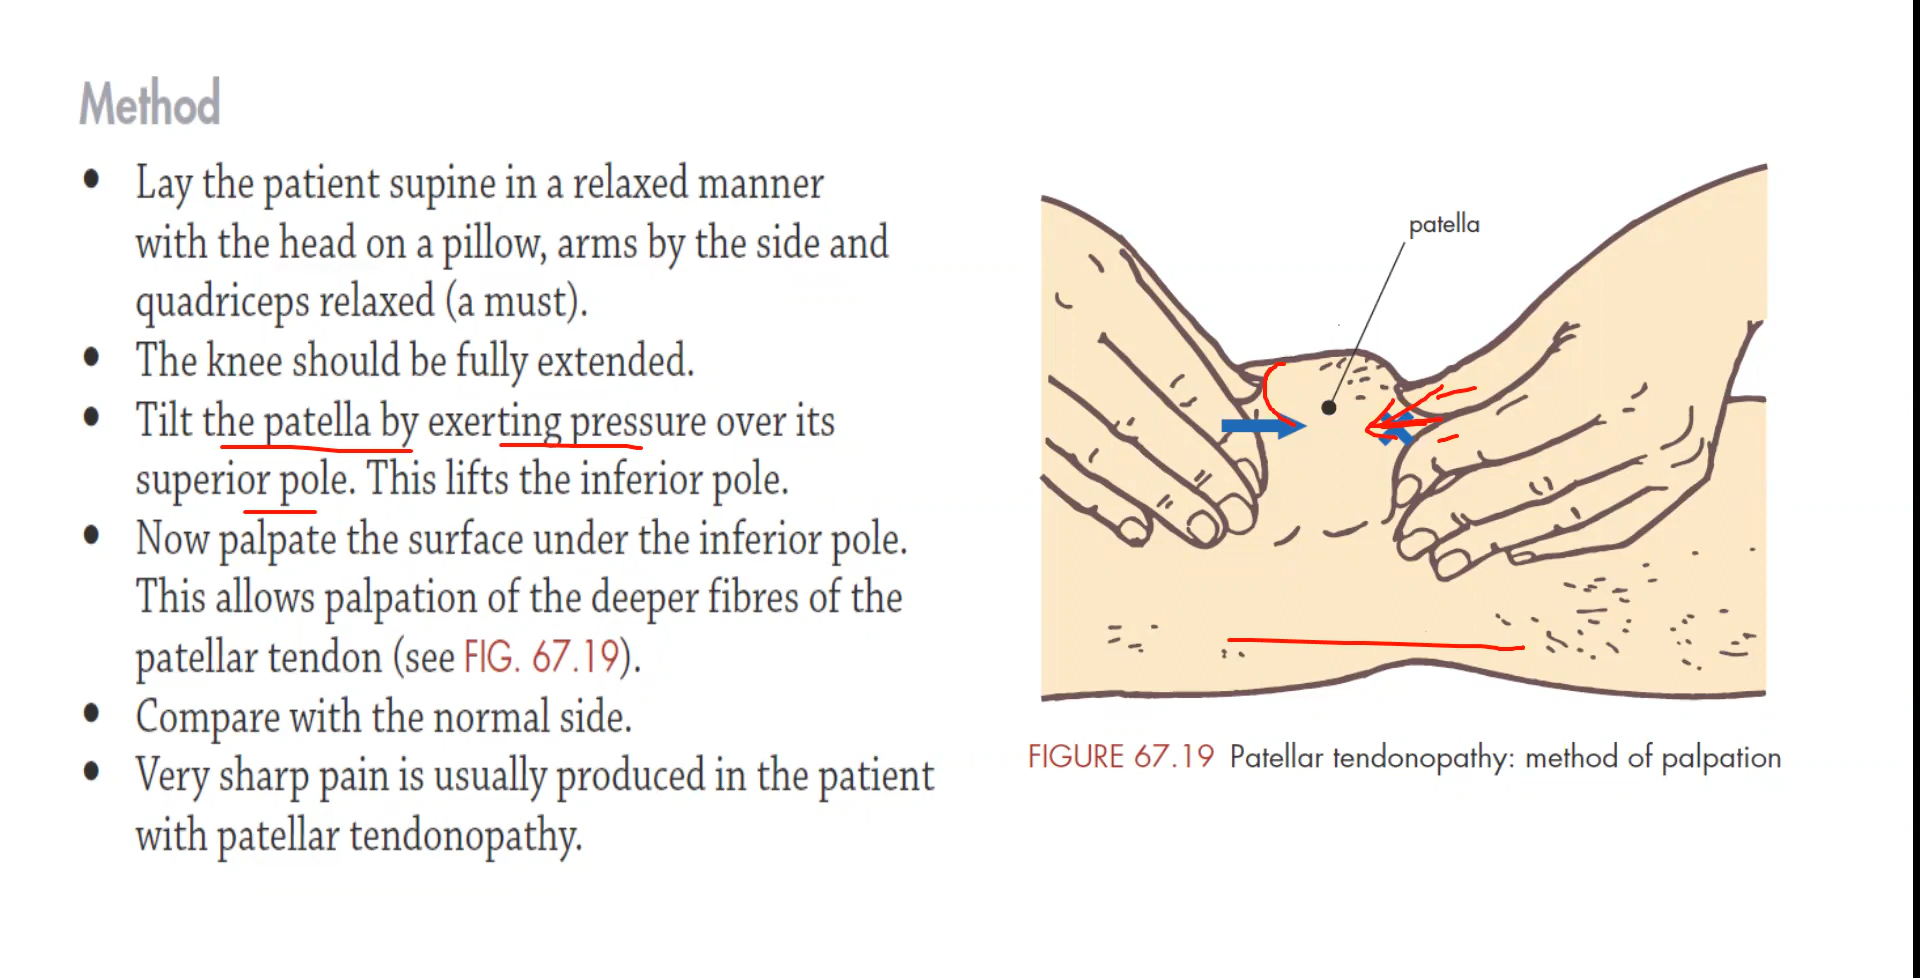 Method
• Lay the patient supine in a relaxed manner
with the head on a pillow, arms by the side and
quadriceps relaxed (a must).
• The knee should be fully extended.
• Tilt the patella by exerting pressure over its
superior pole. This lifts the inferior pole.
• Now palpate the surface under the inferior pole.
This allows palpation of the deeper fibres of the
patellar tendon (see FIG. 67.19).
• Compare with the normal side.
• Very sharp pain is usually produced in the patient
with patellar tendonopathy.
patella
FIGURE 67.19 Patellar tendonopathy: method of palpation